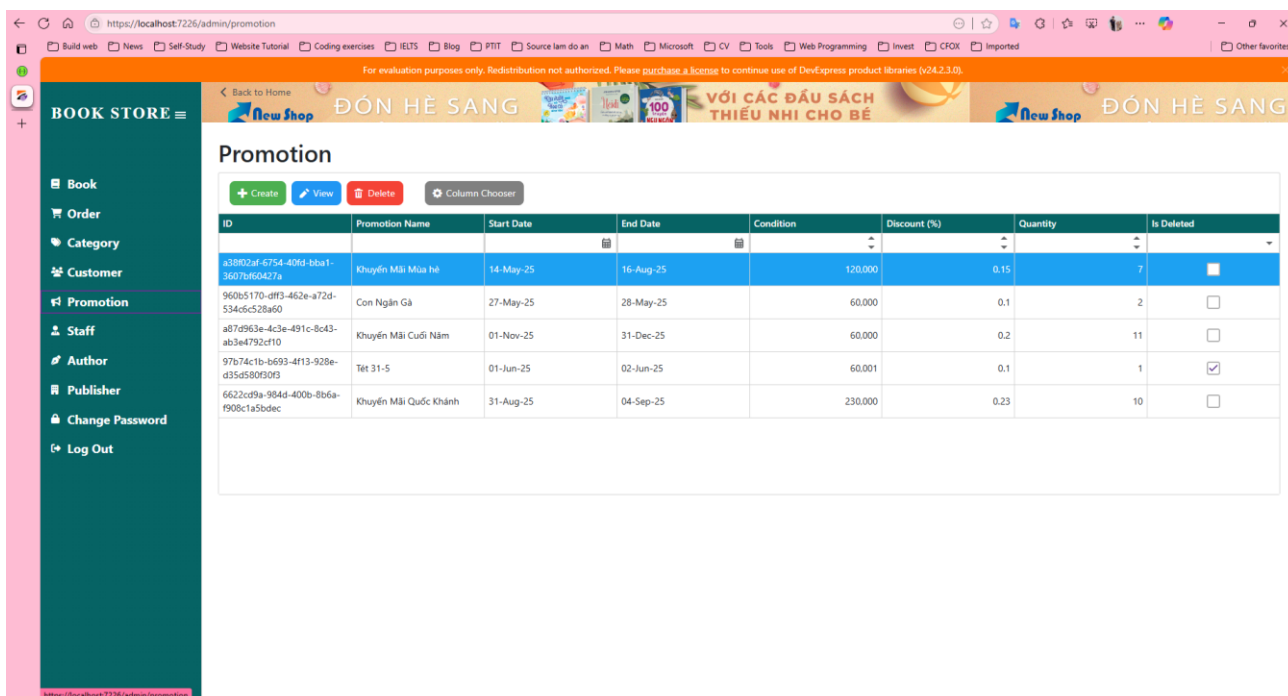 https://localhost:7226/admin/promotion
Build web News Self-Study Website Tutorial Coding exercises IELTS Blog PTIT Source lam do an Math Microsoft CV Tools Web Programming Invest CFOX Imported Other favorites
For evaluation purposes only. Redistribution not authorized. Please purchase a license to continue use of DevExpress product libraries (v24.2.3.0).
BOOK STORE
Back to Home
New Shop ĐÓN HÈ SANG 100 VỚI CÁC ĐẦU SÁCH New Shop ĐÓN HÈ SANG
THIẾU NHI CHO BÉ
Promotion
Book
Order
Category
Customer
Promotion
Staff
Author
Publisher
Change Password
Log Out
Create View Delete Column Chooser
ID Promotion Name Start Date End Date Condition Discount (%) Quantity Is Deleted
a38f02af-6754-40fd-bba1-
3607bf60427a Khuyến Mãi Mùa hè 14-May-25 16-Aug-25 120,000 0.15 7
960b5170-dff3-462e-a72d-
534c6c528a60 Con Ngân Gà 27-May-25 28-May-25 60,000 0.1 2
a87d963e-4c3e-491c-8c43-
ab3e4792cf10 Khuyến Mãi Cuối Năm 01-Nov-25 31-Dec-25 60,000 0.2 11
97b74c1b-b693-4f13-928e-
d35d580f30f3 Tét 31-5 01-Jun-25 02-Jun-25 60,001 0.1 1
6622cd9a-984d-400b-8b6a-
f908c1a5bdec Khuyến Mãi Quốc Khánh 31-Aug-25 04-Sep-25 230,000 0.23 10
https://localhost:7226/admin/promotion